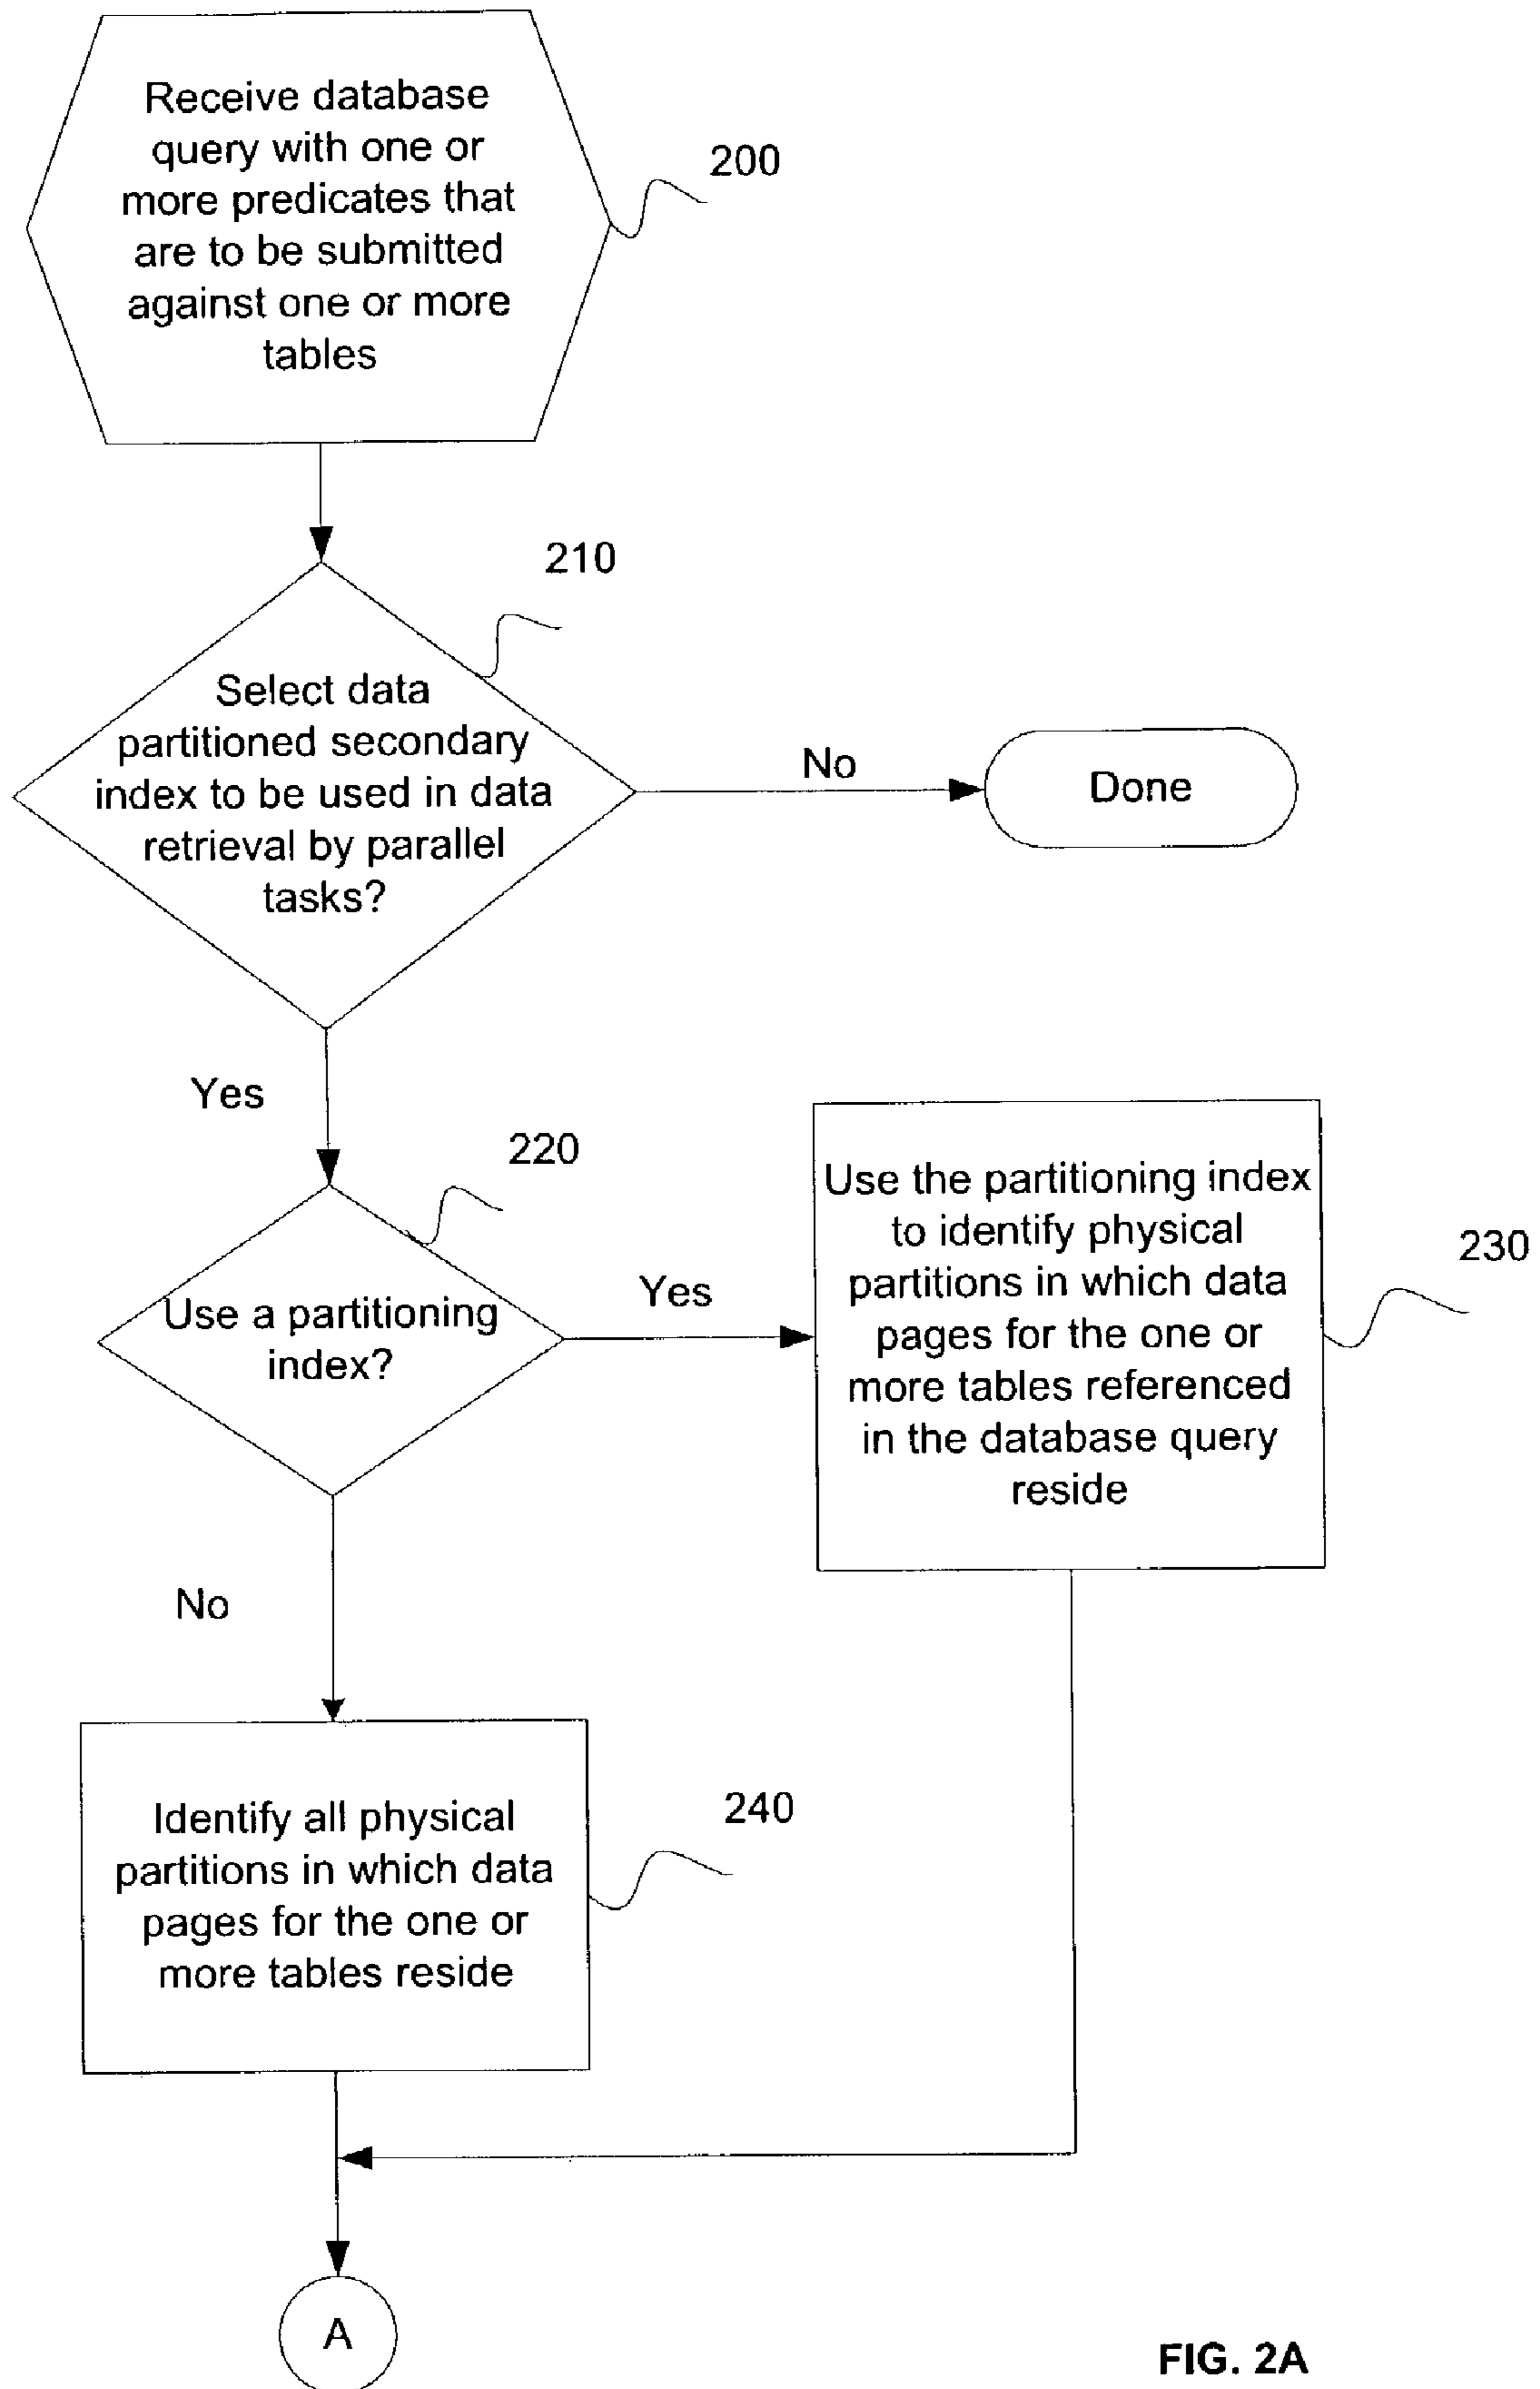 Receive database
query with one or
more predicates that
are to be submitted
against one or more
tables
200
210
Select data
partitioned secondary
index to be used in data
retrieval by parallel
tasks?
No
Done
Yes
220
Use a partitioning
index?
Yes
Use the partitioning index
to identify physical
partitions in which data
pages for the one or
more tables referenced
in the database query
reside
230
No
Identify all physical
partitions in which data
pages for the one or
more tables reside
240
A
FIG. 2A